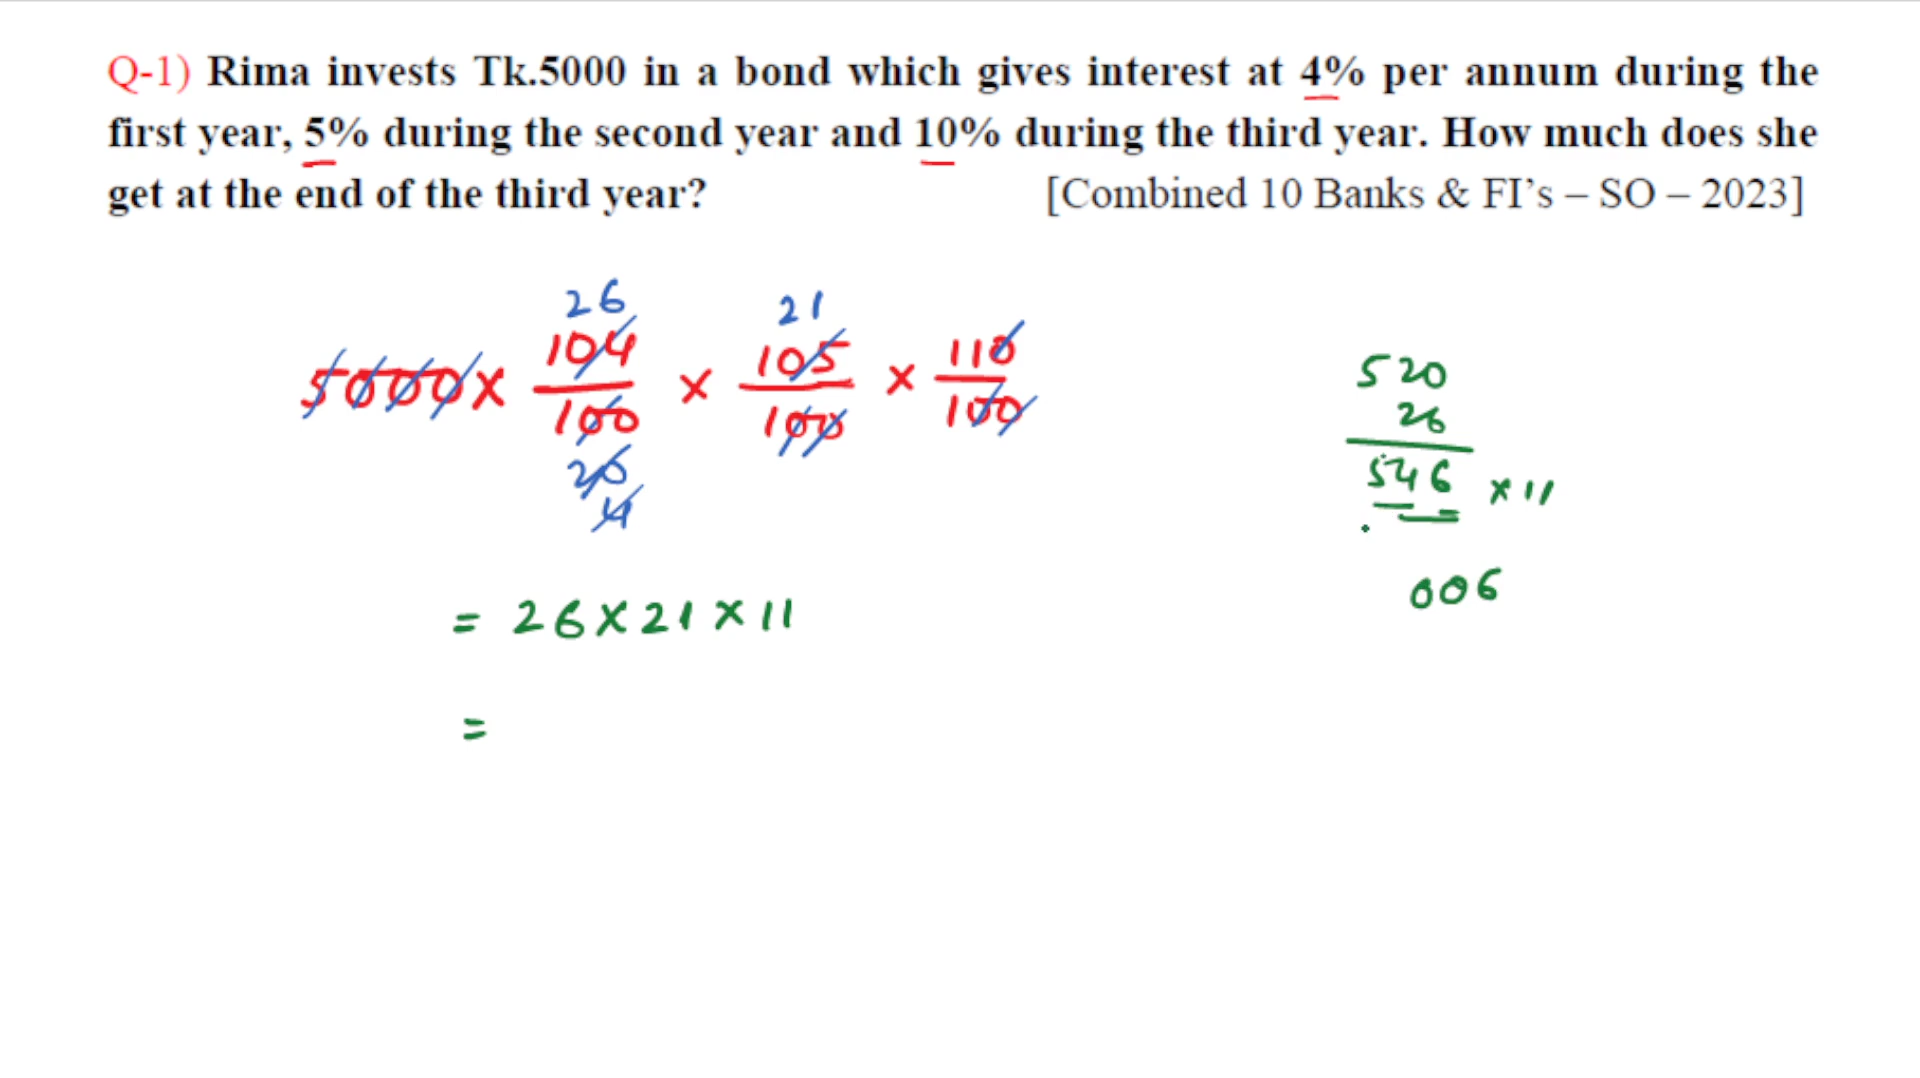 Q-1) Rima invests Tk.5000 in a bond which gives interest at 4% per annum during the
first year, 5% during the second year and 10% during the third year. How much does she
get at the end of the third year? [Combined 10 Banks & FI's – SO – 2023]
26 21
5000 × 104/100 × 105/100 × 110/100
20
4
520
26
546 × 11
006
= 26 × 21 × 11
=